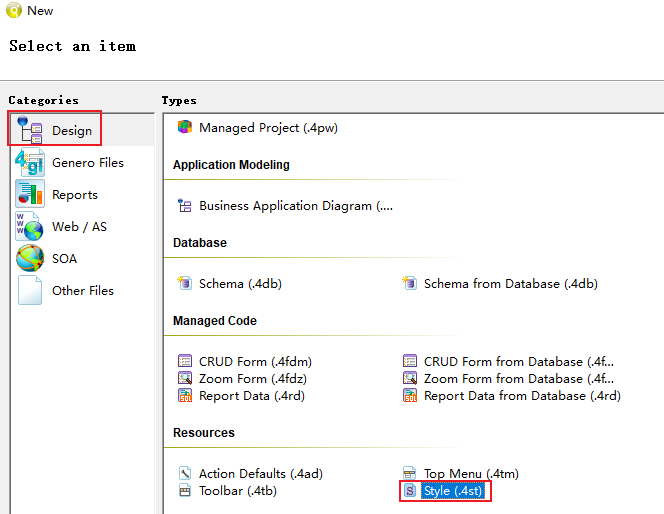 New
Select an item
Categories
Types
Design
Genero Files
Reports
Web / AS
SOA
Other Files
Managed Project (.4pw)
Application Modeling
Business Application Diagram (....
Database
Schema (.4db)
Schema from Database (.4db)
Managed Code
CRUD Form (.4fdm)
CRUD Form from Database (.4f...
Zoom Form (.4fdz)
Zoom Form from Database (.4f...
Report Data (.4rd)
Report Data from Database (.4rd)
Resources
Action Defaults (.4ad)
Top Menu (.4tm)
Toolbar (.4tb)
Style (.4st)